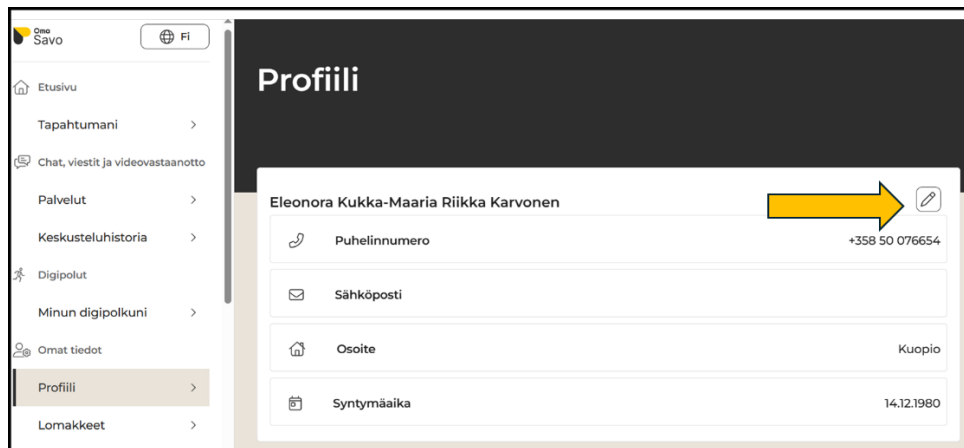 Oma
Savo
Fi
Etusivu
Tapahtumani
Chat, viestit ja videovastaanotto
Palvelut
Keskusteluhistoria
Digipolut
Minun digipolkuni
Omat tiedot
Profiili
Lomakkeet
Profiili
Eleonora Kukka-Maaria Riikka Karvonen
Puhelinnumero +358 50 076654
Sähköposti
Osoite Kuopio
Syntymäaika 14.12.1980